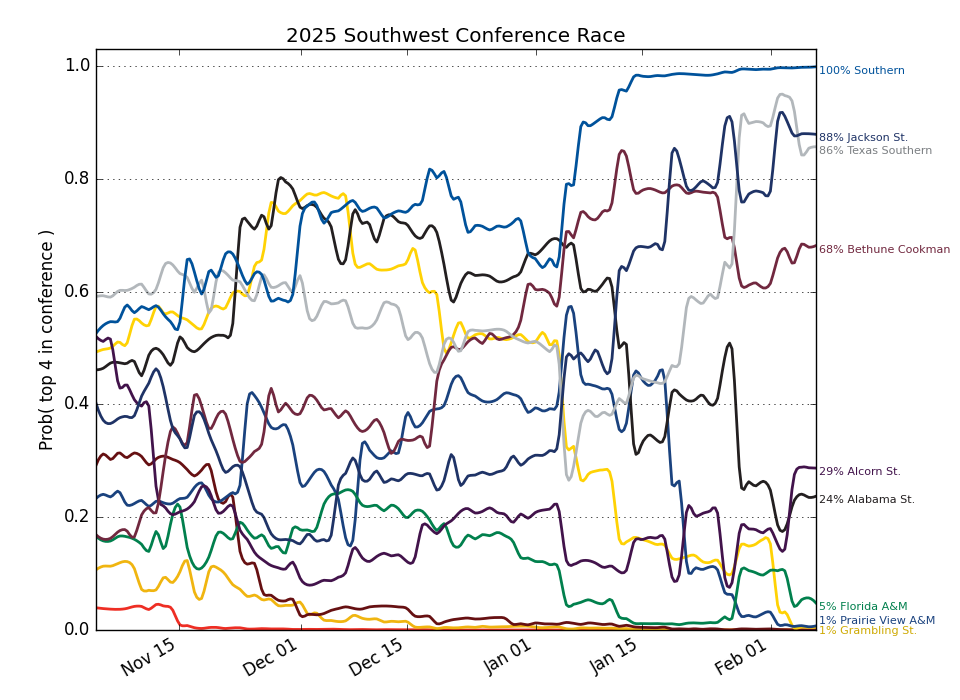 2025 Southwest Conference Race
Prob( top 4 in conference )
1.0
0.8
0.6
0.4
0.2
0.0
Nov 15
Dec 01
Dec 15
Jan 01
Jan 15
Feb 01
100% Southern
88% Jackson St.
86% Texas Southern
68% Bethune Cookman
29% Alcorn St.
24% Alabama St.
5% Florida A&M
1% Prairie View A&M
1% Grambling St.